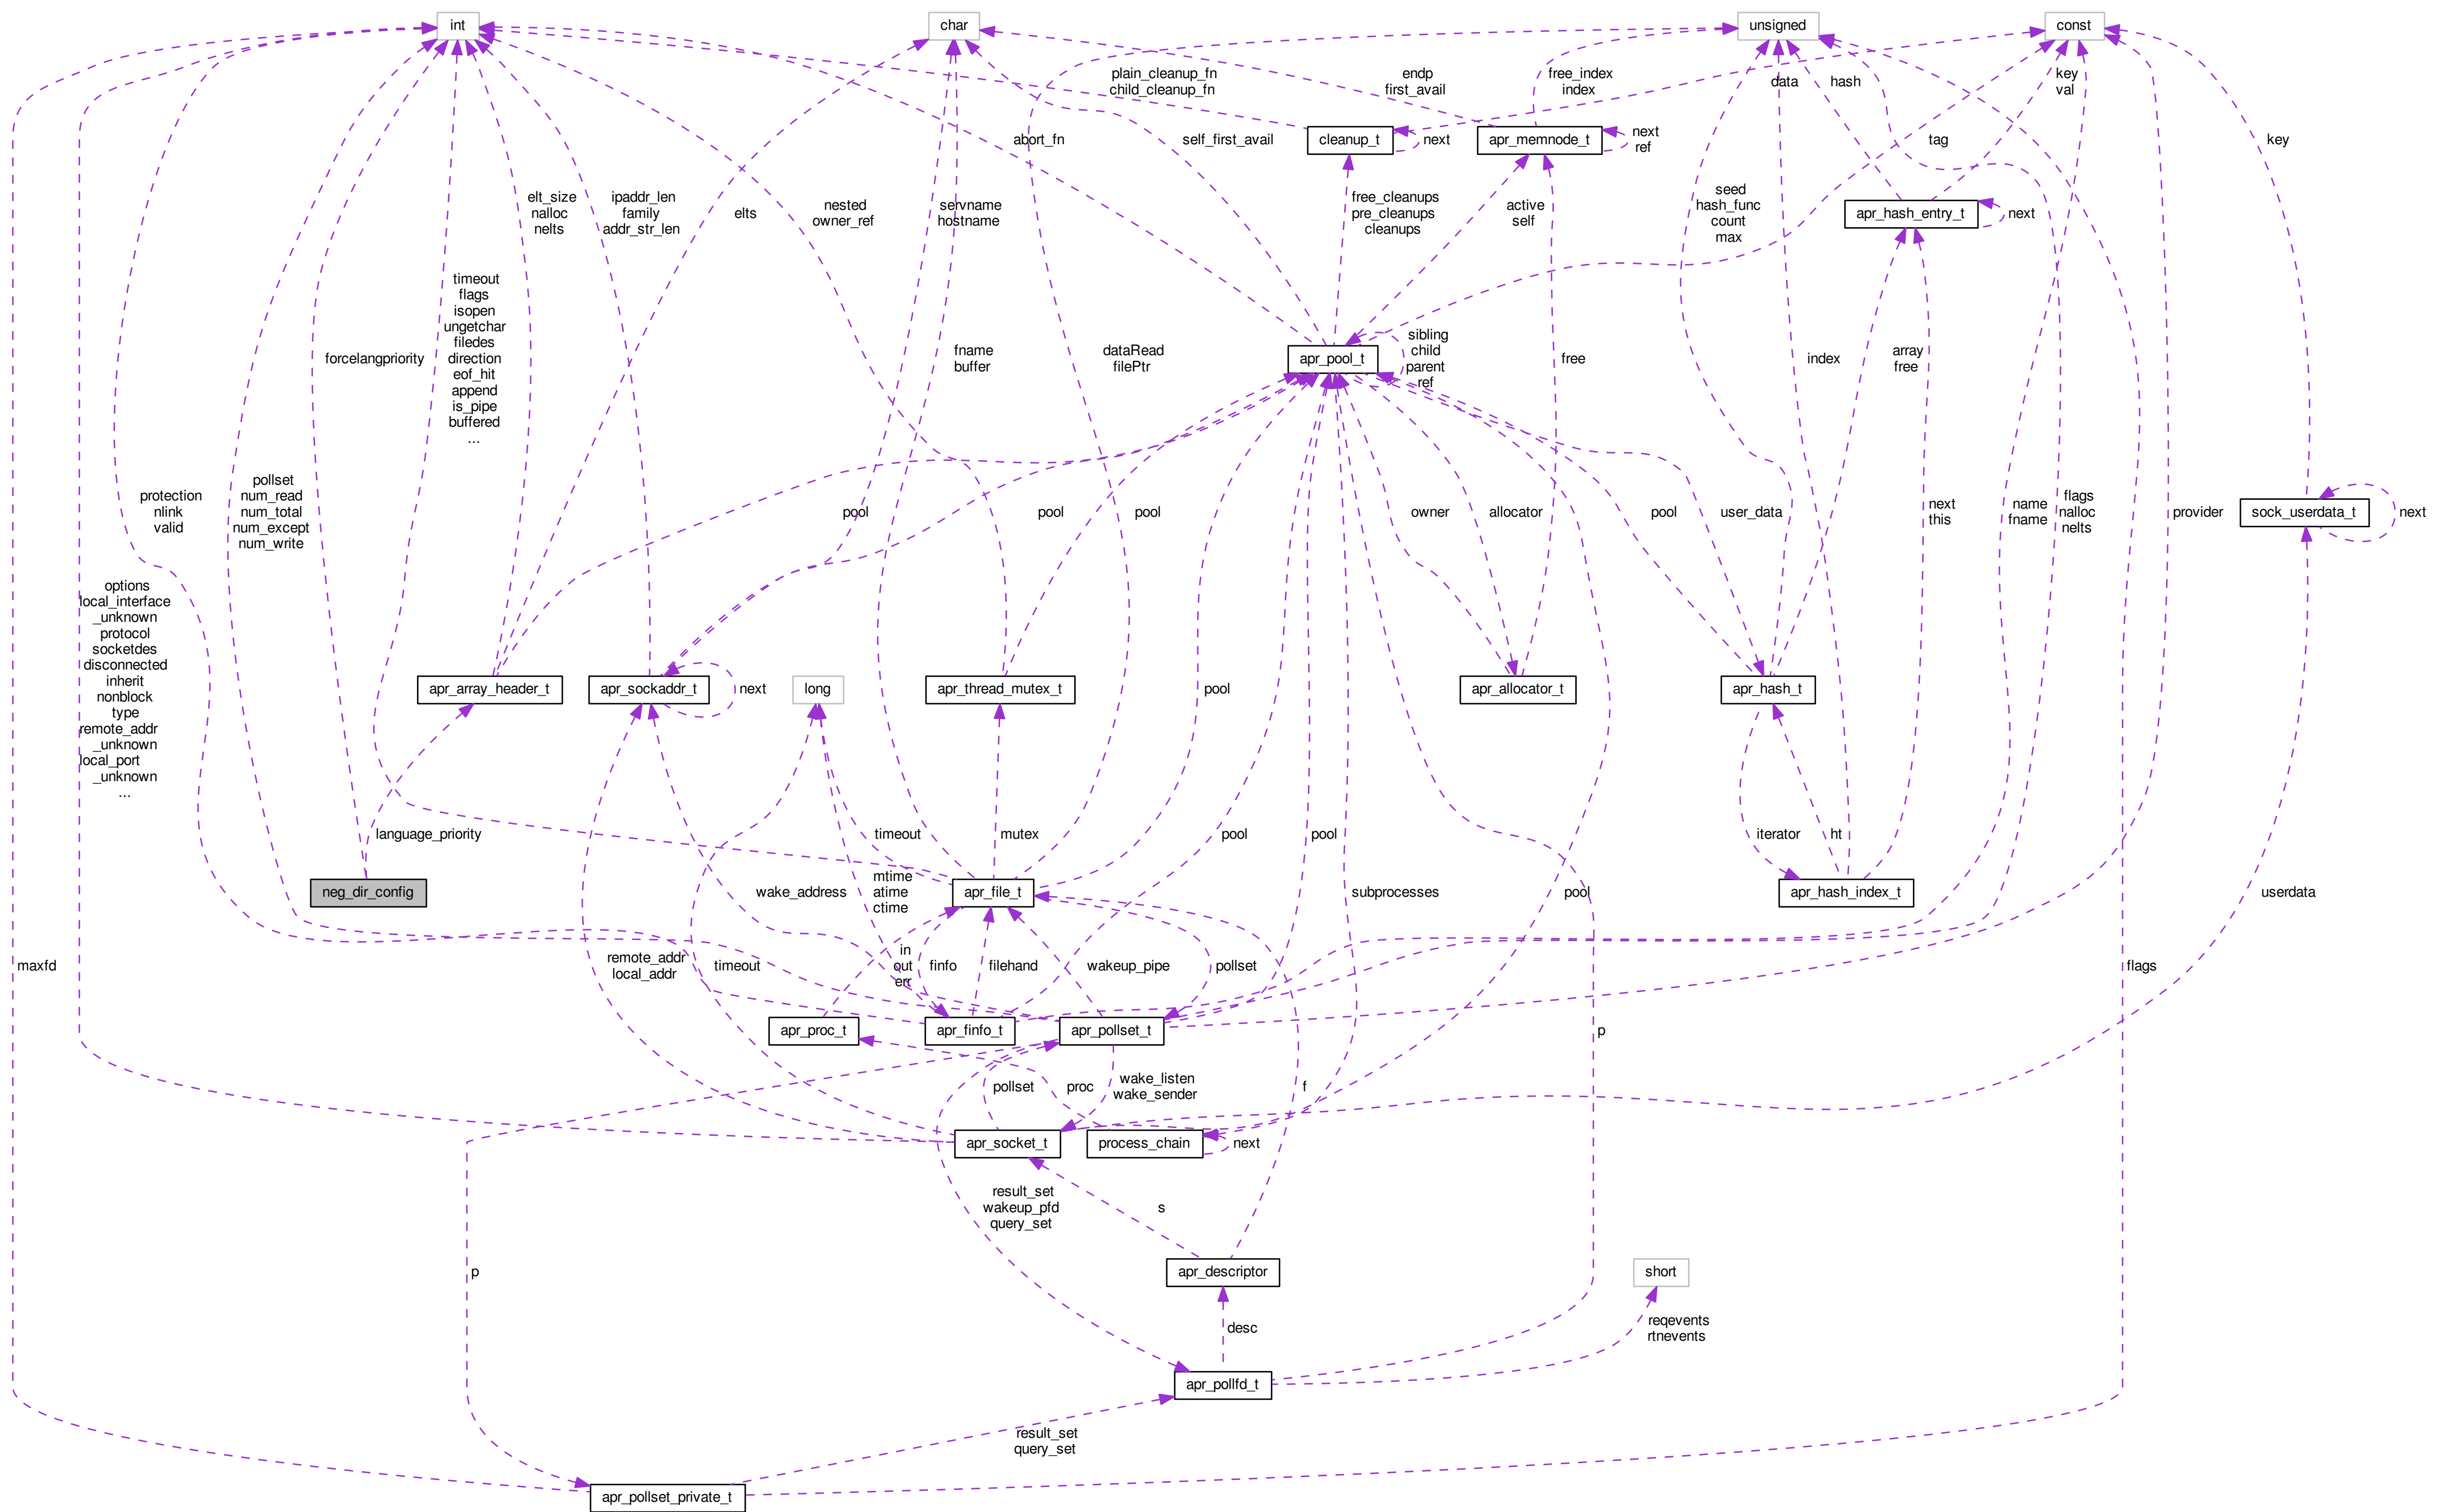 int
char
unsigned
const
plain_cleanup_fn
child_cleanup_fn
endp
first_avail
free_index
index
data
hash
key
val
abort_fn
self_first_avail
cleanup_t
next
apr_memnode_t
next
ref
tag
key
elt_size
nalloc
nelts
ipaddr_len
family
addr_str_len
elts
nested
owner_ref
servname
hostname
free_cleanups
pre_cleanups
cleanups
active
self
seed
hash_func
count
max
apr_hash_entry_t
next
timeout
flags
isopen
ungetchar
filedes
direction
eof_hit
append
is_pipe
buffered
...
forcelangpriority
fname
buffer
dataRead
filePtr
apr_pool_t
sibling
child
parent
ref
free
index
array
free
protection
nlink
valid
pollset
num_read
num_total
num_except
num_write
pool
pool
pool
owner
allocator
pool
user_data
next
this
name
fname
flags
nalloc
nelts
provider
sock_userdata_t
next
options
local_interface
_unknown
protocol
socketdes
disconnected
inherit
nonblock
type
remote_addr
_unknown
local_port
_unknown
...
apr_array_header_t
apr_sockaddr_t
next
long
apr_thread_mutex_t
pool
apr_allocator_t
apr_hash_t
language_priority
timeout
mutex
pool
pool
iterator
ht
neg_dir_config
wake_address
mtime
atime
ctime
apr_file_t
subprocesses
pool
apr_hash_index_t
userdata
maxfd
remote_addr
local_addr
timeout
in
out
err
finfo
filehand
wakeup_pipe
pollset
flags
apr_proc_t
apr_finfo_t
apr_pollset_t
p
pollset
proc
wake_listen
wake_sender
f
apr_socket_t
process_chain
next
result_set
wakeup_pfd
query_set
s
p
apr_descriptor
short
desc
reqevents
rtnevents
apr_pollfd_t
result_set
query_set
apr_pollset_private_t